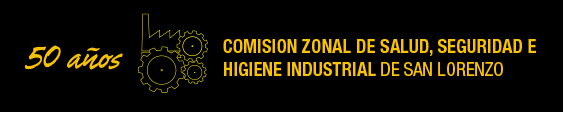 50 años
COMISION ZONAL DE SALUD, SEGURIDAD E
HIGIENE INDUSTRIAL DE SAN LORENZO